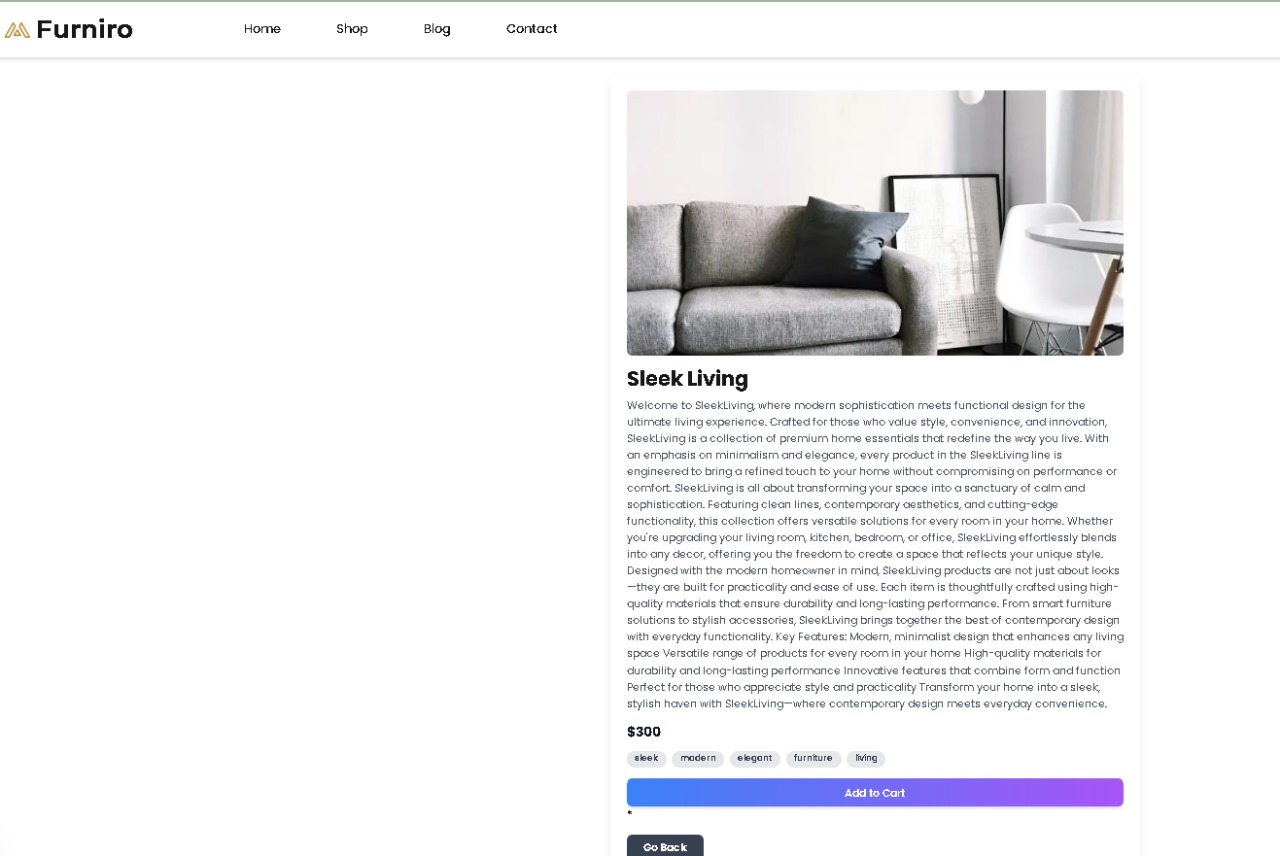 Furniro
Home
Shop
Blog
Contact
Sleek Living
Welcome to SleekLiving, where modern sophistication meets functional design for the
ultimate living experience. Crafted for those who value style, convenience, and innovation,
SleekLiving is a collection of premium home essentials that redefine the way you live. With
an emphasis on minimalism and elegance, every product in the SleekLiving line is
engineered to bring a refined touch to your home without compromising on performance or
comfort. SleekLiving is all about transforming your space into a sanctuary of calm and
sophistication. Featuring clean lines, contemporary aesthetics, and cutting-edge
functionality, this collection offers versatile solutions for every room in your home. Whether
you're upgrading your living room, kitchen, bedroom, or office, SleekLiving effortlessly blends
into any decor, offering you the freedom to create a space that reflects your unique style.
Designed with the modern homeowner in mind, SleekLiving products are not just about looks
—they are built for practicality and ease of use. Each item is thoughtfully crafted using high-
quality materials that ensure durability and long-lasting performance. From smart furniture
solutions to stylish accessories, SleekLiving brings together the best of contemporary design
with everyday functionality. Key Features: Modern, minimalist design that enhances any living
space Versatile range of products for every room in your home High-quality materials for
durability and long-lasting performance Innovative features that combine form and function
Perfect for those who appreciate style and practicality Transform your home into a sleek,
stylish haven with SleekLiving—where contemporary design meets everyday convenience.
$300
sleek
modern
elegant
furniture
living
Add to Cart
*
Go Back